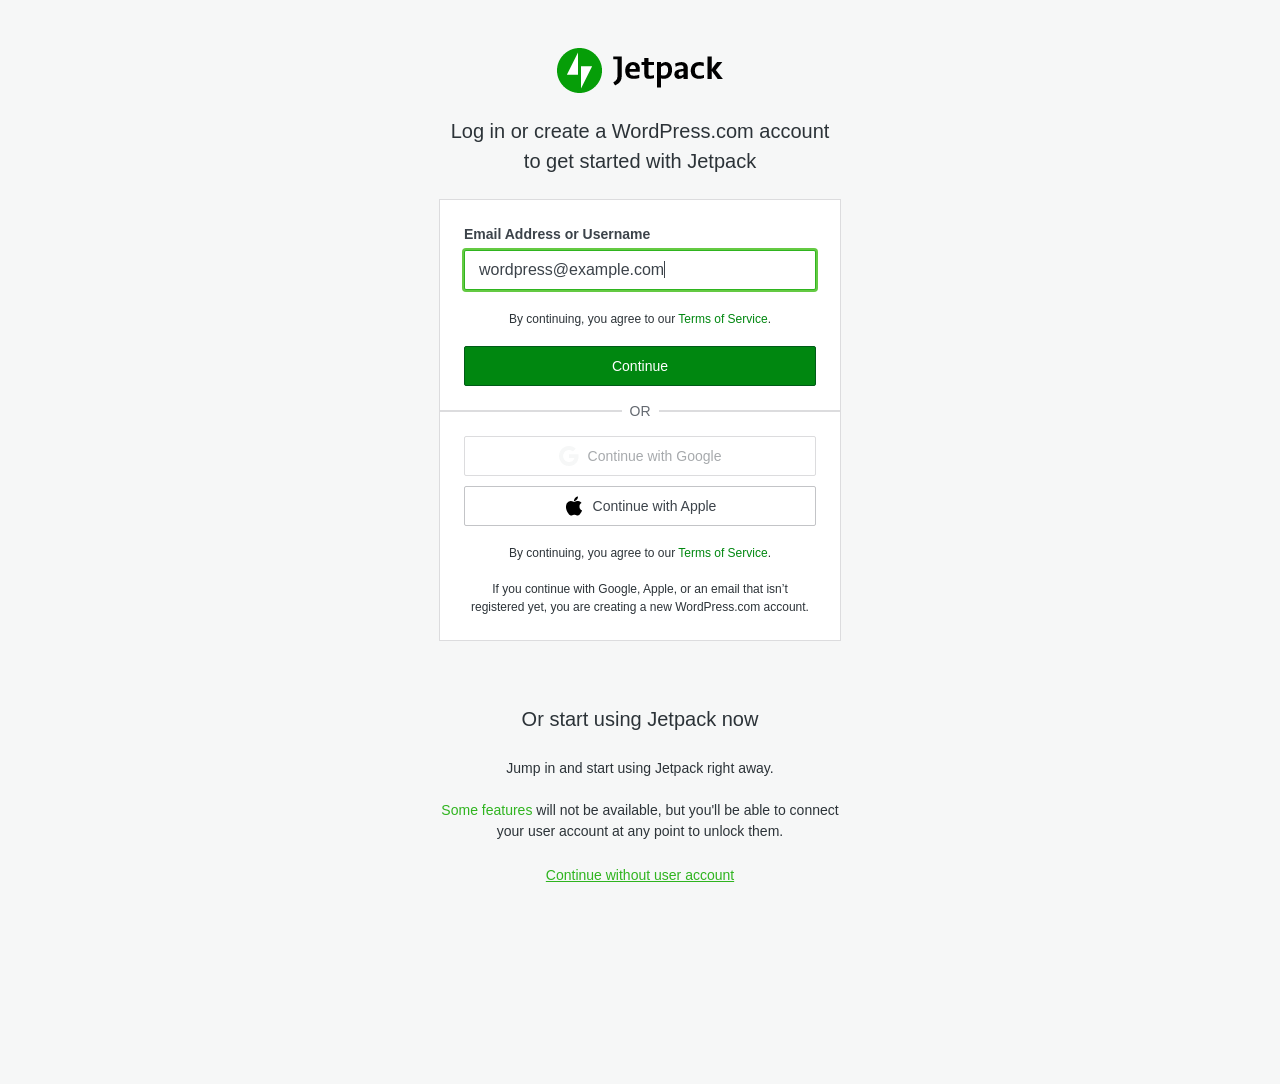 Jetpack
Log in or create a WordPress.com account
to get started with Jetpack
Email Address or Username
wordpress@example.com
By continuing, you agree to our Terms of Service.
Continue
OR
Continue with Google
Continue with Apple
By continuing, you agree to our Terms of Service.
If you continue with Google, Apple, or an email that isn’t
registered yet, you are creating a new WordPress.com account.
Or start using Jetpack now
Jump in and start using Jetpack right away.
Some features will not be available, but you'll be able to connect
your user account at any point to unlock them.
Continue without user account